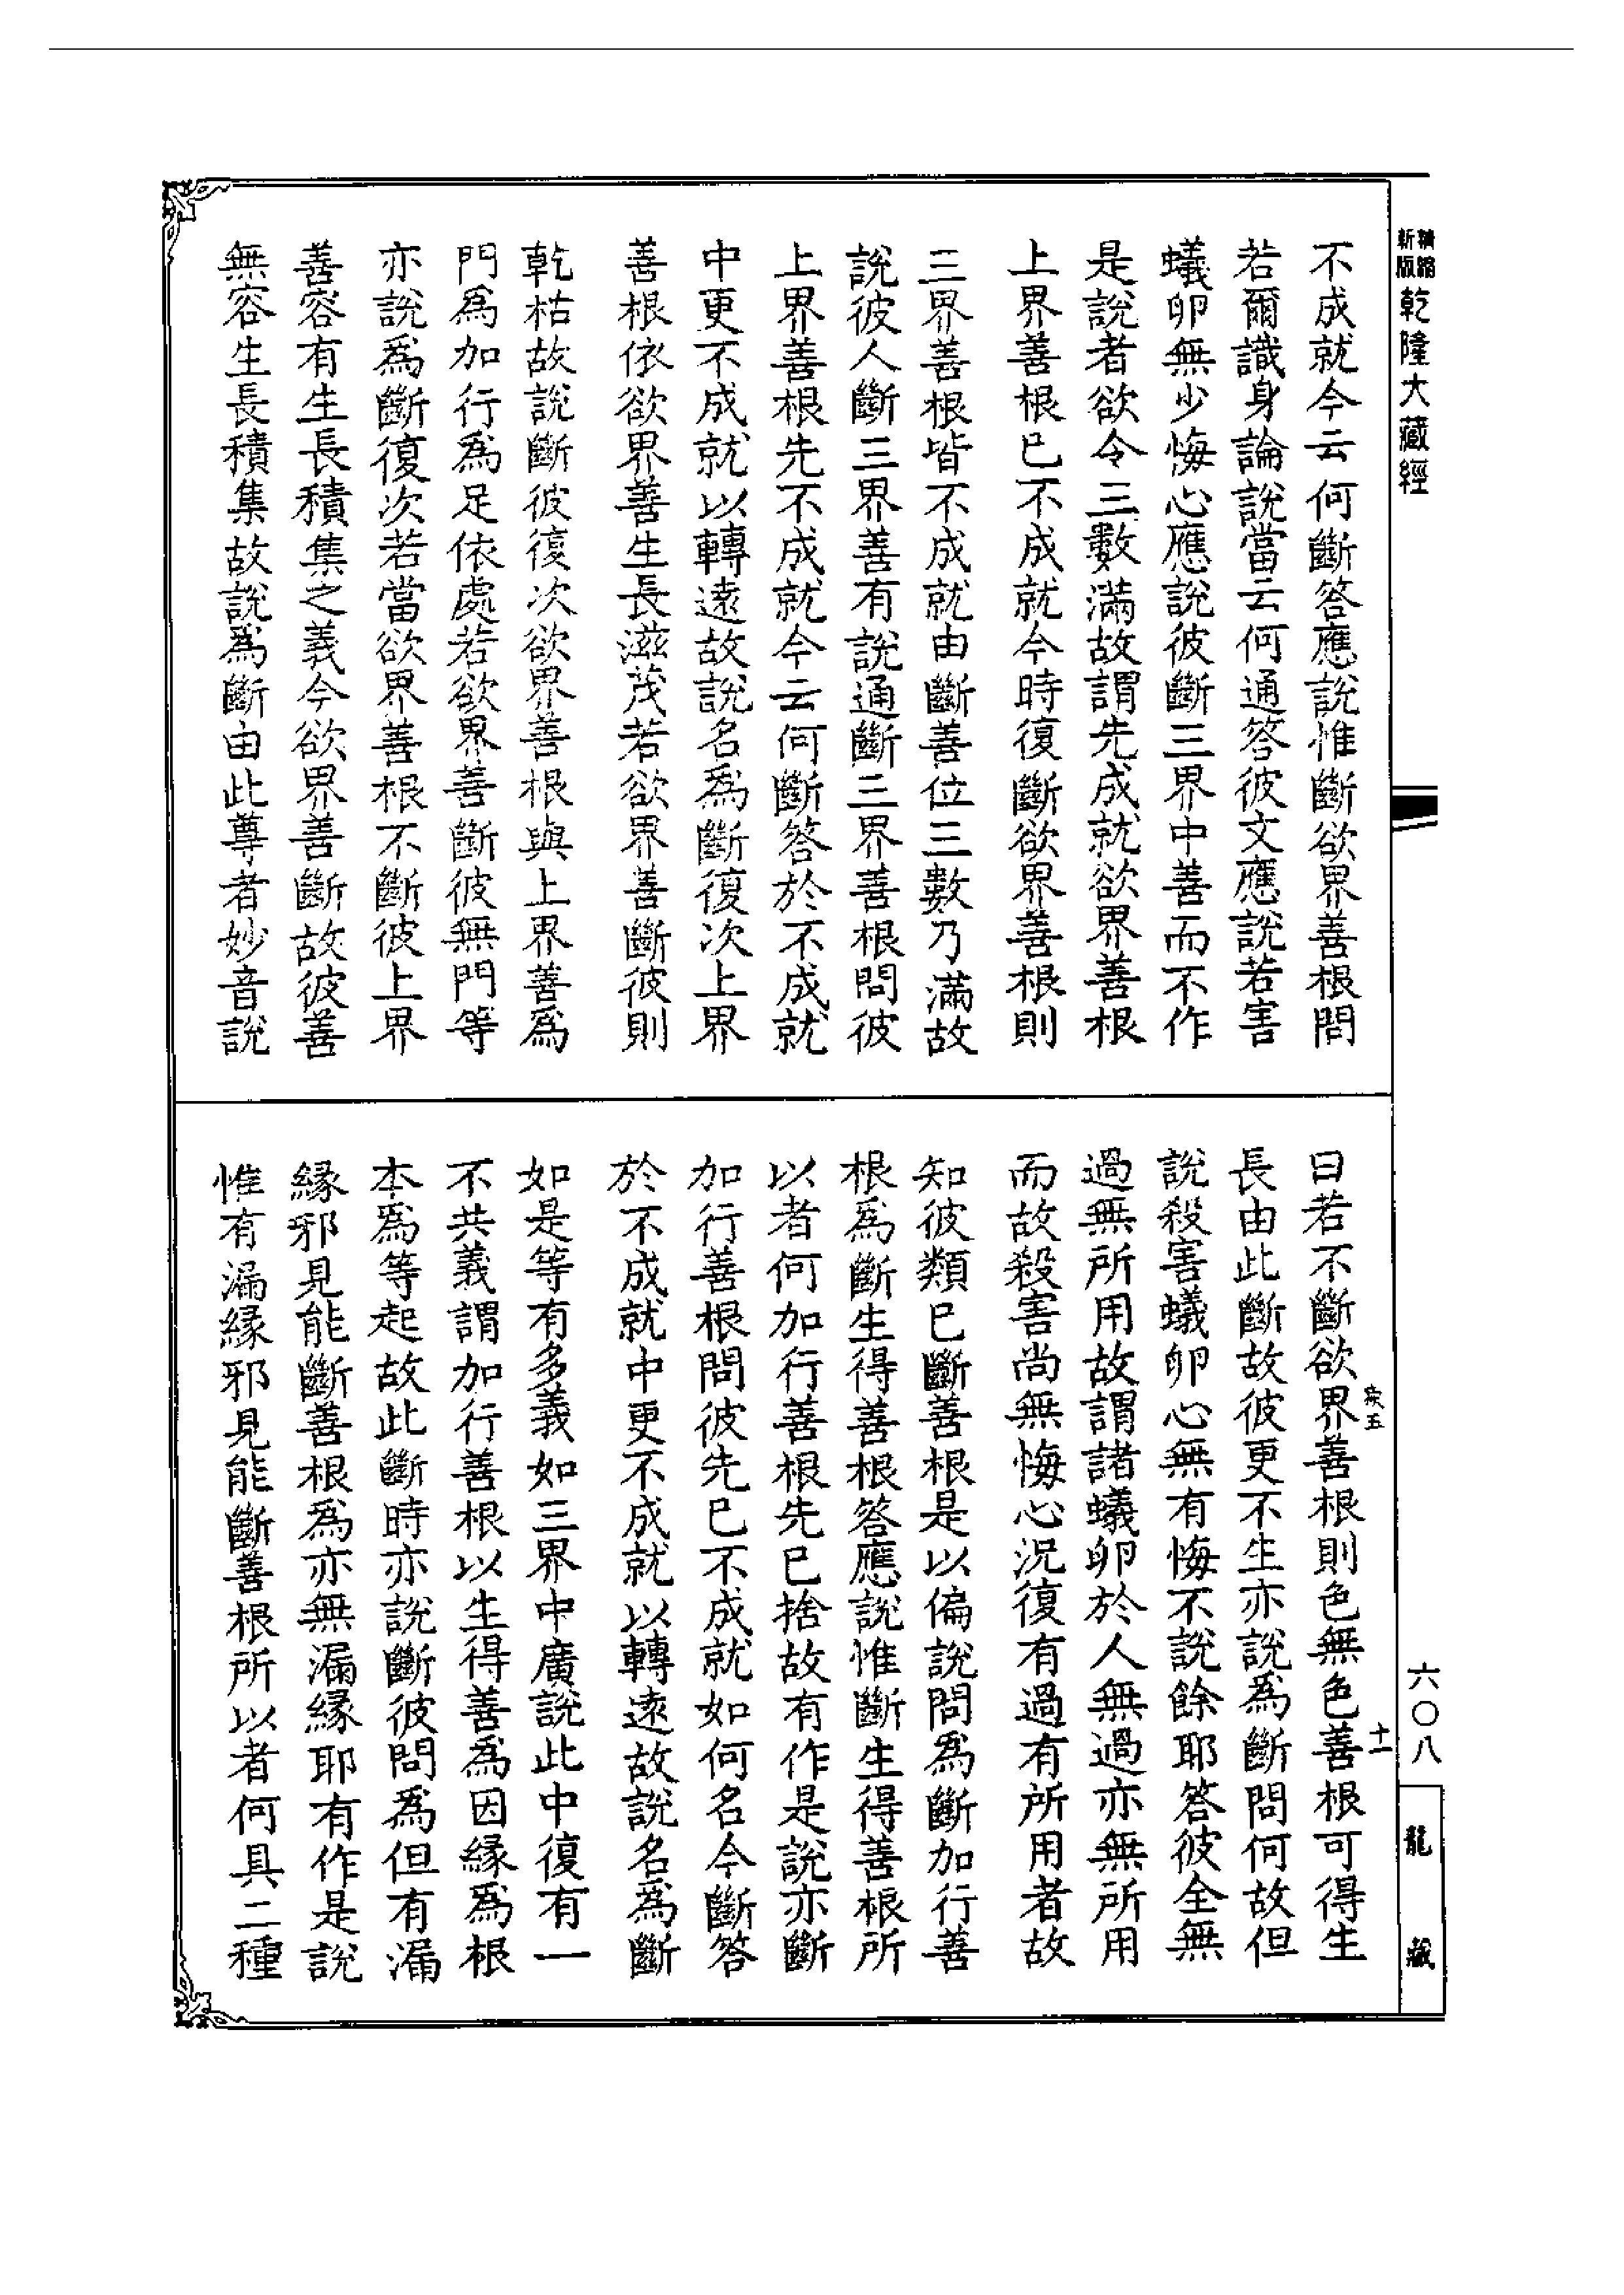 精縮新版乾隆大藏經
不成就今云何斷答應說惟斷欲界善根問
若爾識身論說當云何通答彼文應說若害
蟻卵無少悔心應說彼斷三界中善而不作
是說者欲令三數滿故謂先成就欲界善根
上界善根已不成就今時復斷欲界善根則
三界善根皆不成就由斷善位三數乃滿故
說彼人斷三界善有說通斷三界善根問彼
上界善根先不成就今云何斷答於不成就
中更不成就以轉遠故說名為斷復次上界
善根依欲界善生長滋茂若欲界善斷彼則
乾枯故說斷彼復次欲界善根與上界善為
門為加行為足依處若欲界善斷彼無門等
亦說為斷復次若當欲界善根不斷彼上界
善容有生長積集之義今欲界善斷故彼善
無容生長積集故說為斷由此尊者妙音說
曰若不斷欲界善根則色無色善根可得生
長由此斷故彼更不生亦說為斷問何故但
說殺害蟻卵心無有悔不說餘耶答彼全無
過無所用故謂諸蟻卵於人無過亦無所用
而故殺害尚無悔心況復有過有所用者故
知彼類已斷善根是以偏說問為斷加行善
根為斷生得善根答應說惟斷生得善根所
以者何加行善根先已捨故有作是說亦斷
加行善根問彼先已不成就如何名今斷答
於不成就中更不成就以轉遠故說名為斷
如是等有多義如三界中廣說此中復有一
不共義謂加行善根以生得善為因緣為根
本為等起故此斷時亦說斷彼問為但有漏
緣邪見能斷善根為亦無漏緣耶有作是說
惟有漏緣邪見能斷善根所以者何具二種
疾五
十一
六〇八
龍藏